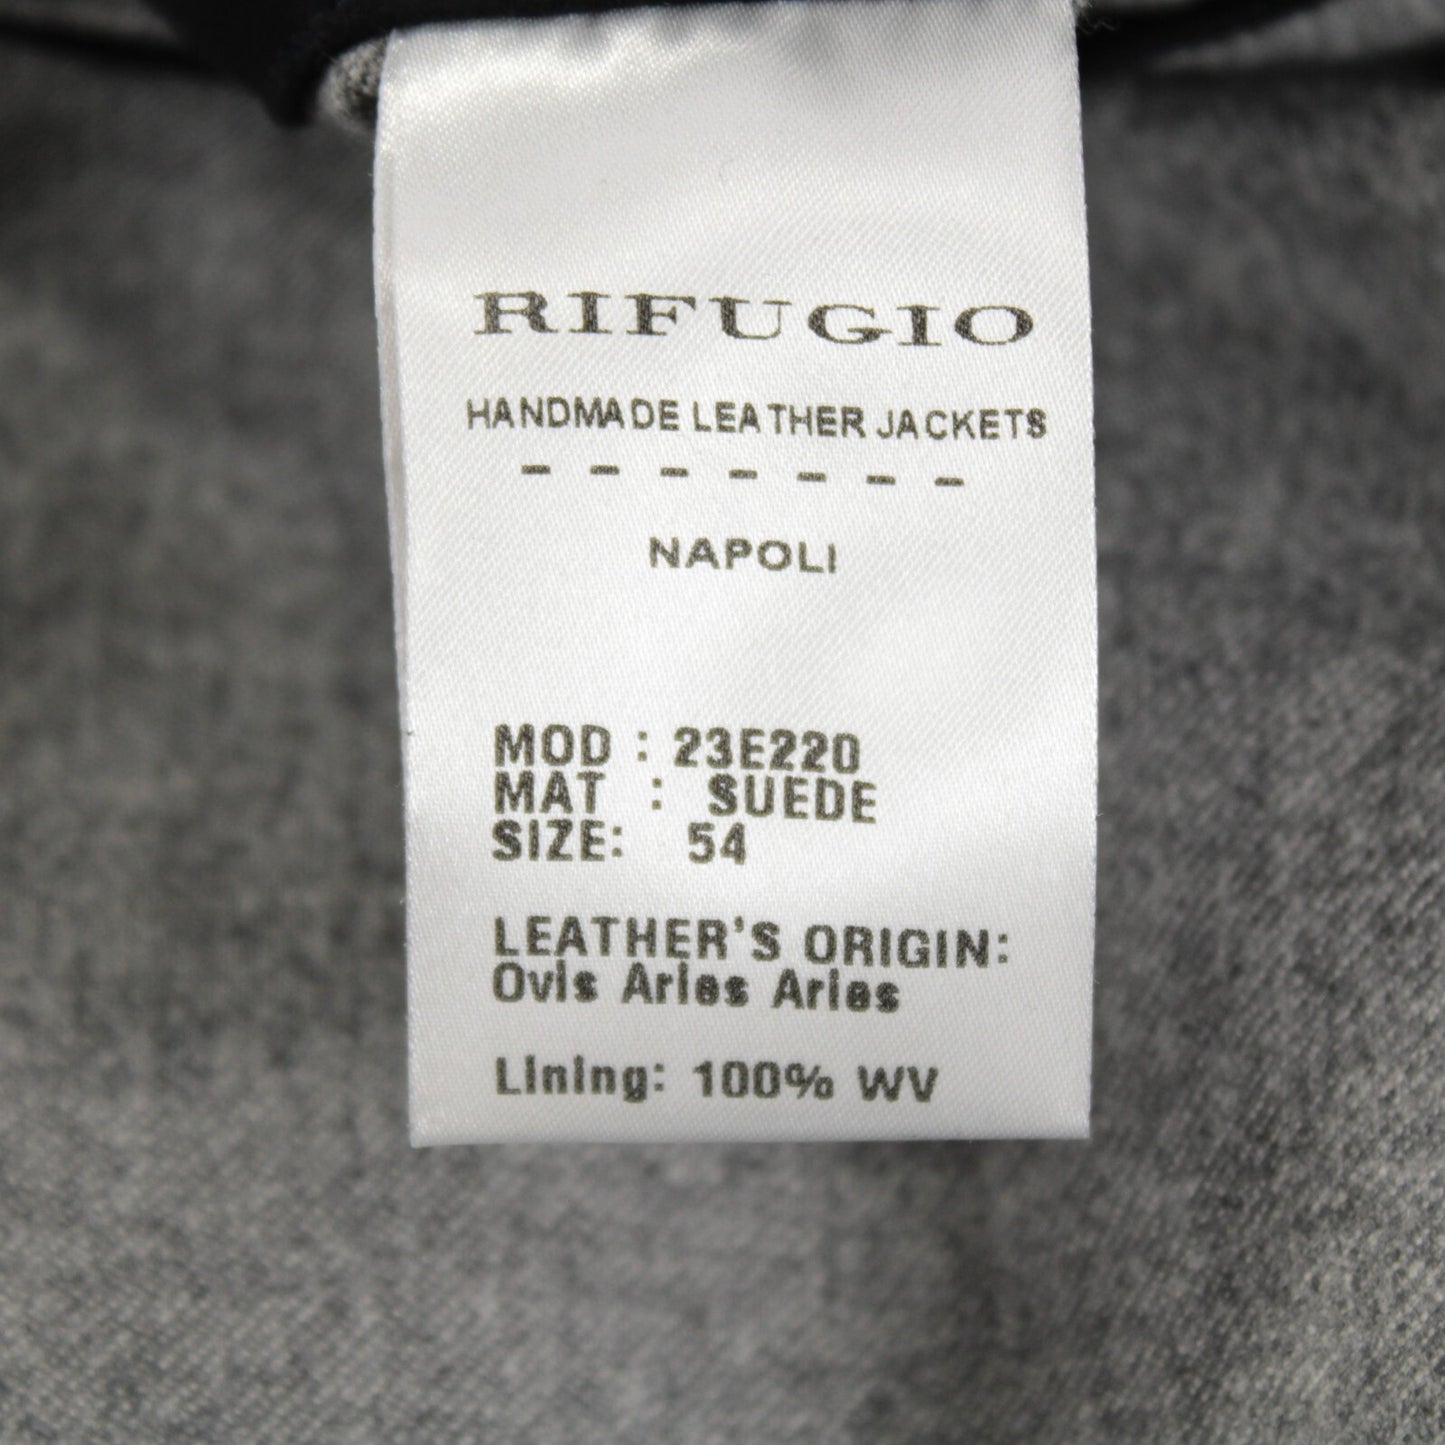 RIFUGIO
HANDMADE LEATHER JACKETS
- - - - - - -
NAPOLI
MOD : 23E220
MAT : SUEDE
SIZE: 54
LEATHER'S ORIGIN:
Ovis Aries Aries
Lining: 100% WV